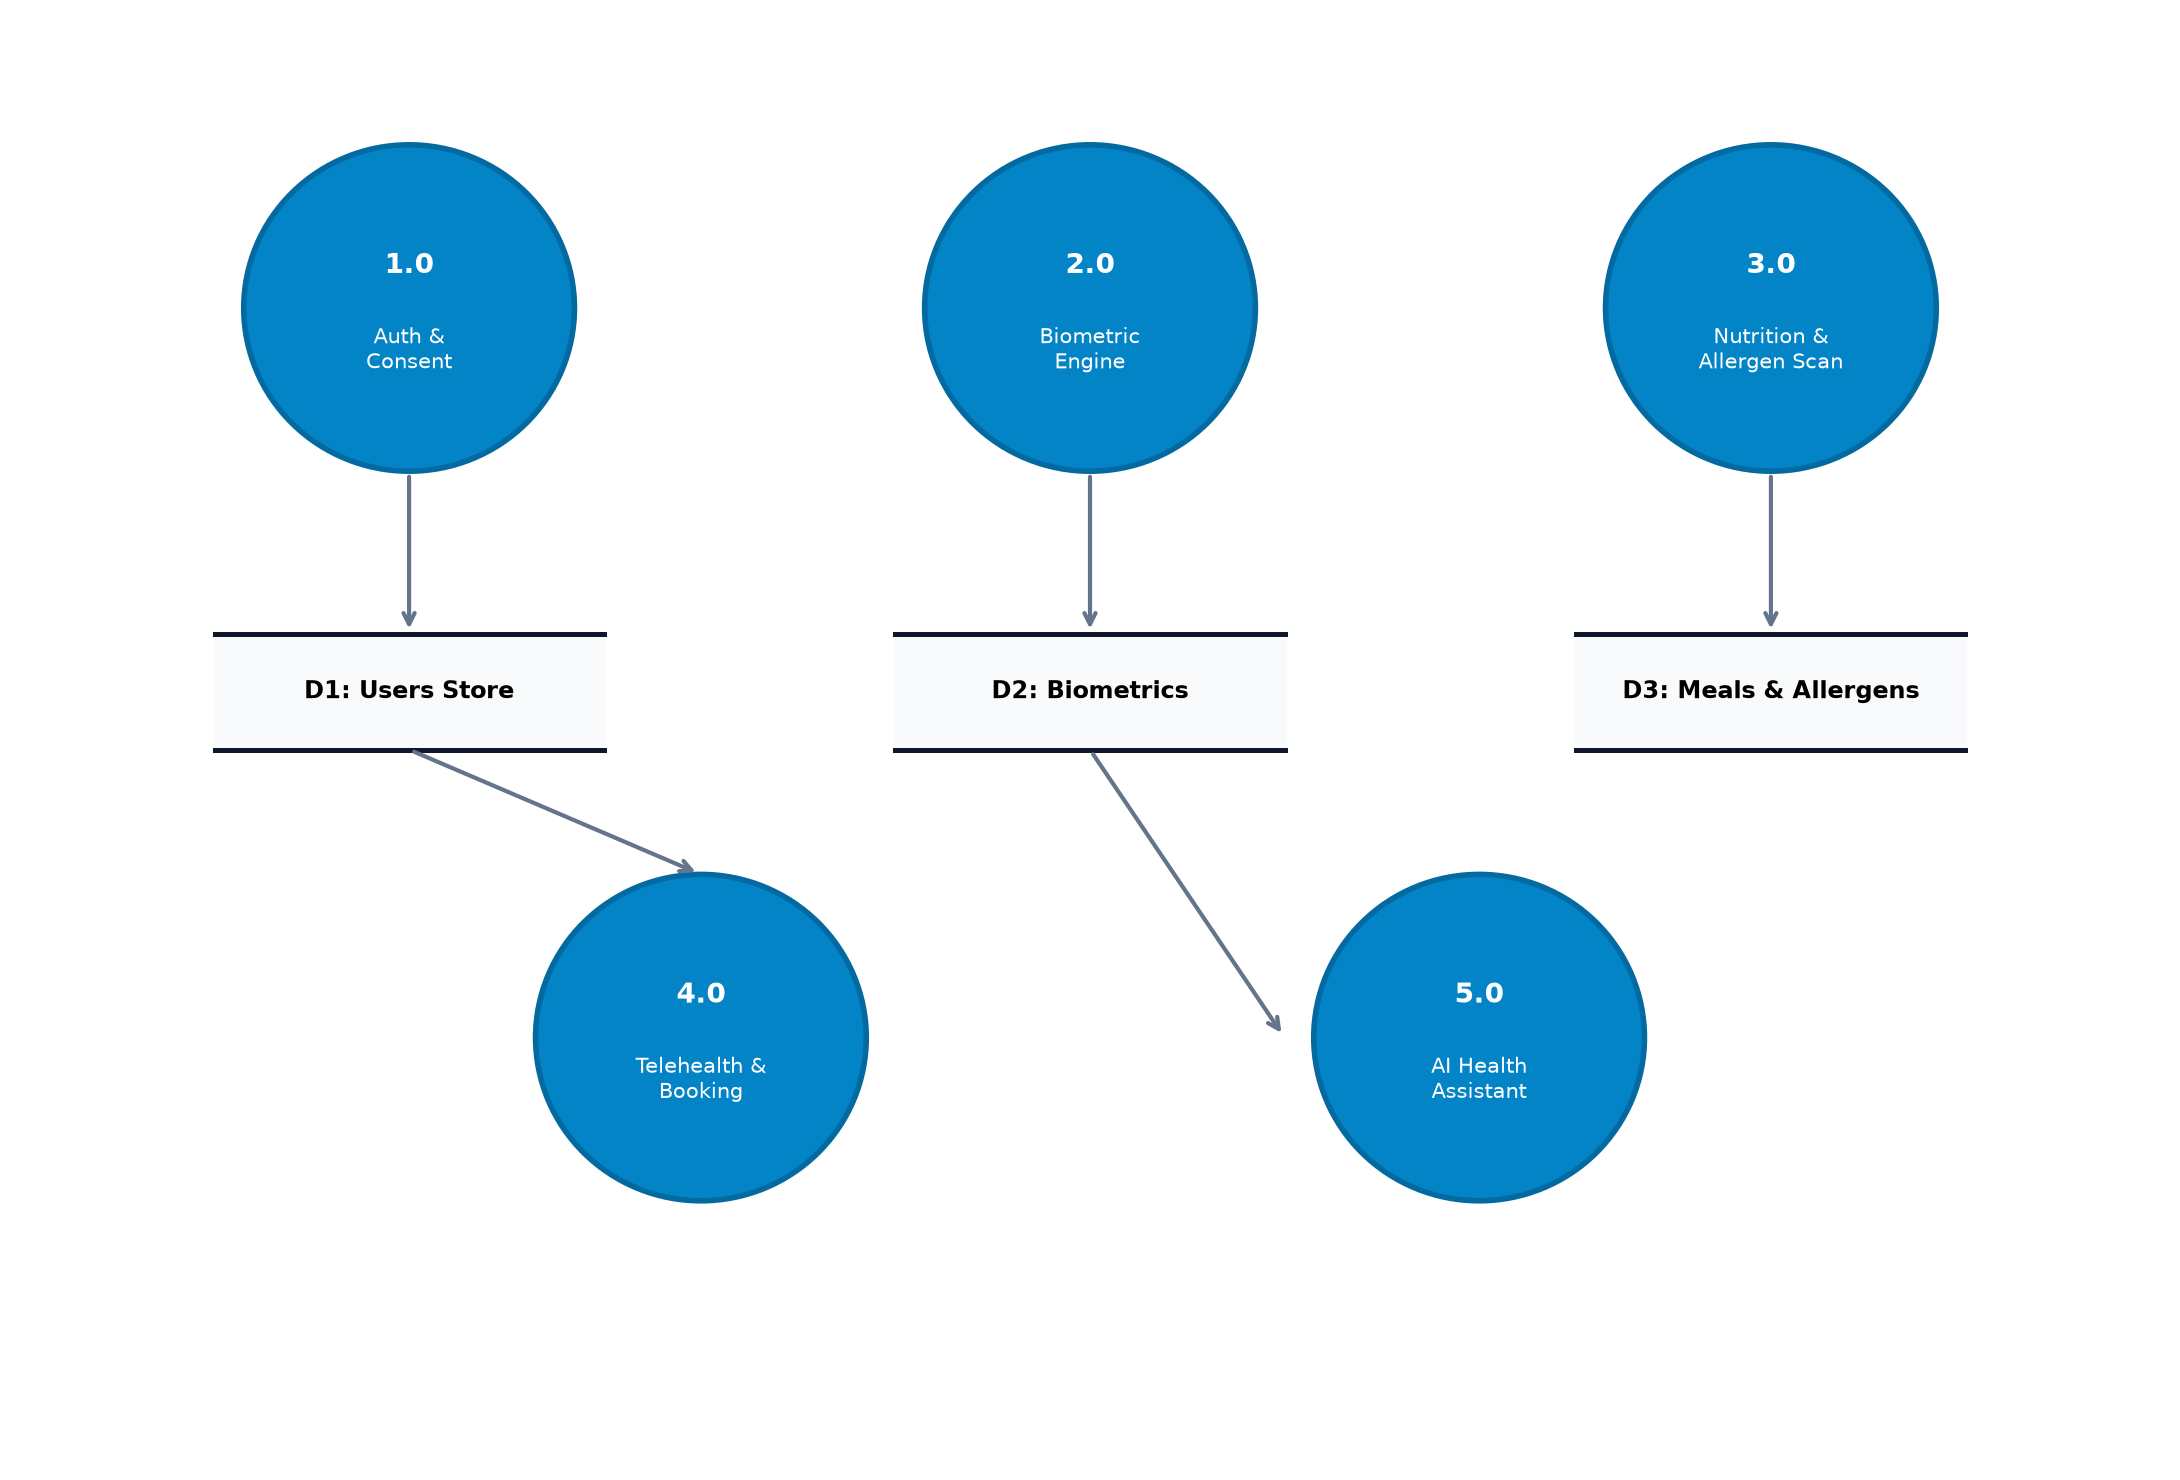 1.0
Auth &
Consent
2.0
Biometric
Engine
3.0
Nutrition &
Allergen Scan
D1: Users Store
D2: Biometrics
D3: Meals & Allergens
4.0
Telehealth &
Booking
5.0
AI Health
Assistant